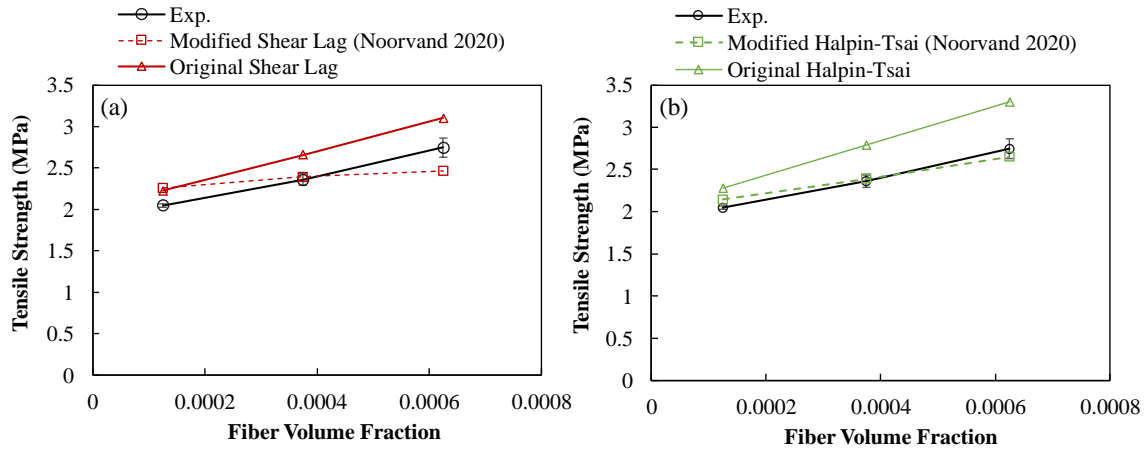 Exp.
Modified Shear Lag (Noorvand 2020)
Original Shear Lag
(a)
Tensile Strength (MPa)
3.5
3
2.5
2
1.5
1
0.5
0
0 0.0002 0.0004 0.0006 0.0008
Fiber Volume Fraction
Exp.
Modified Halpin-Tsai (Noorvand 2020)
Original Halpin-Tsai
(b)
Tensile Strength (MPa)
3.5
3
2.5
2
1.5
1
0.5
0
0 0.0002 0.0004 0.0006 0.0008
Fiber Volume Fraction